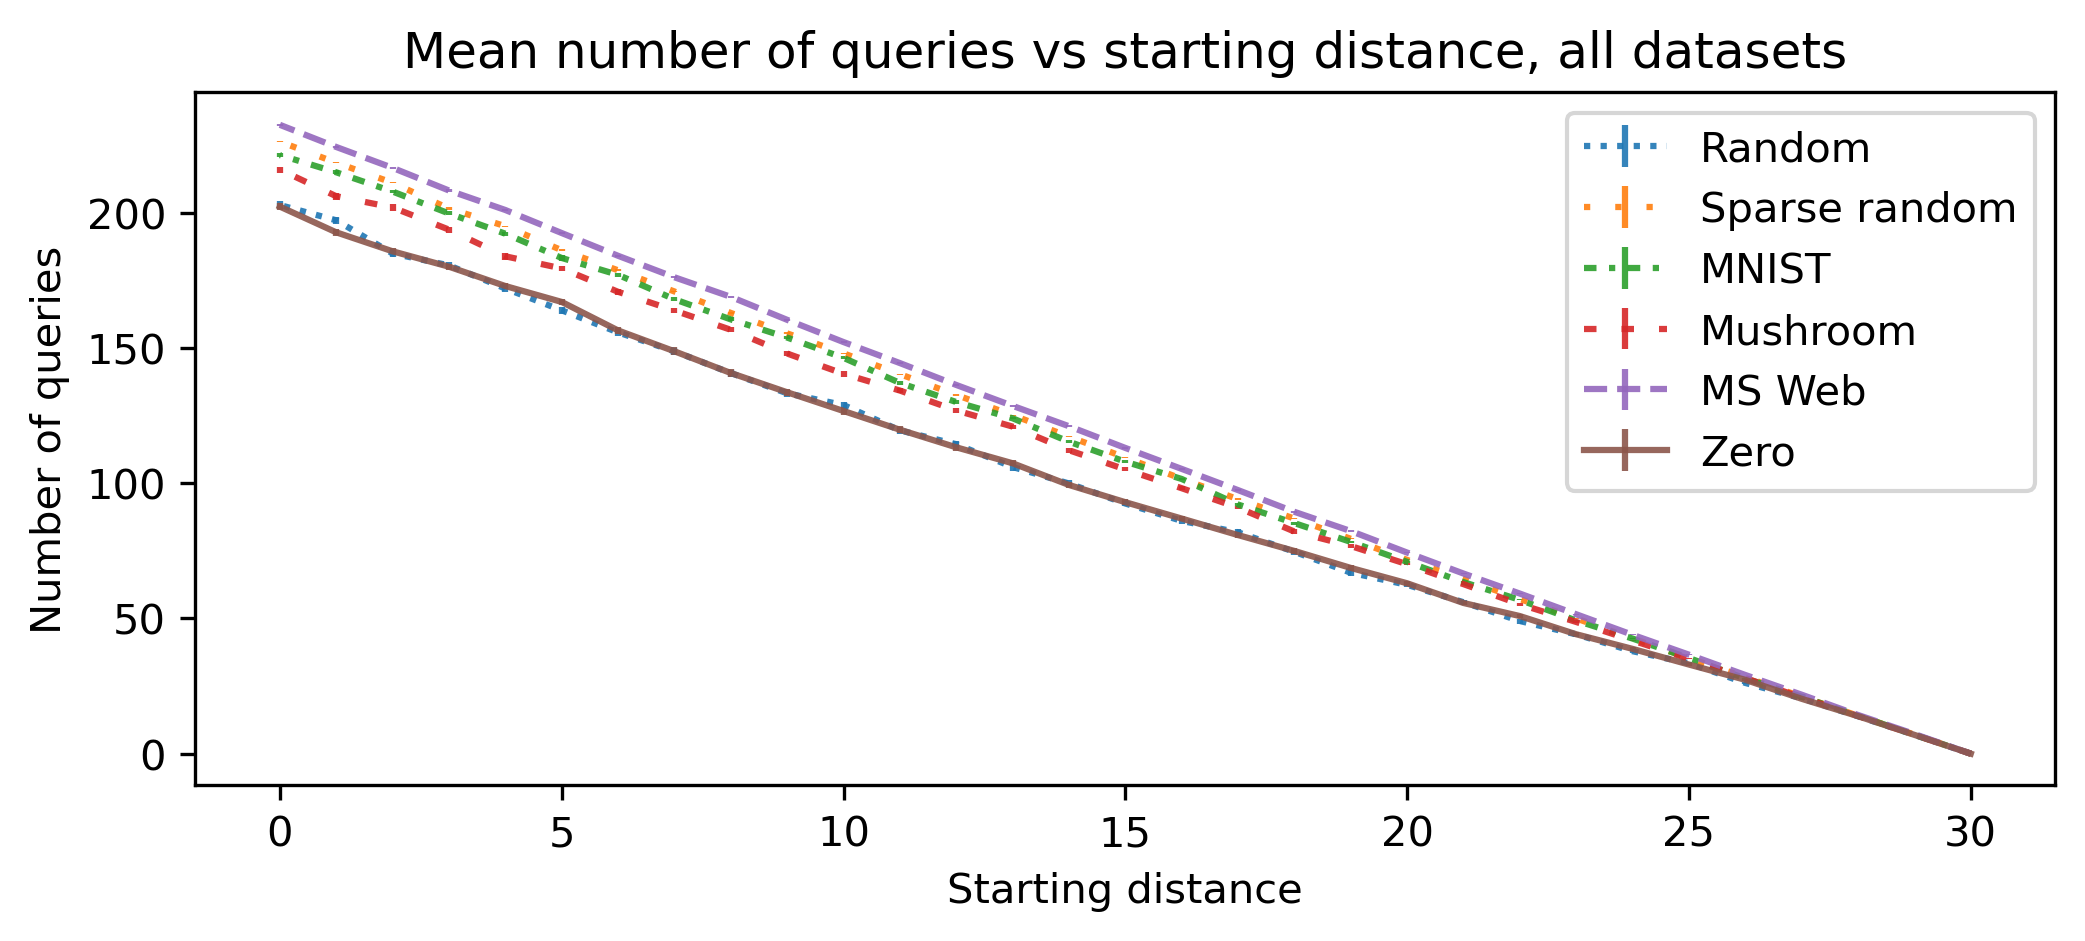 Mean number of queries vs starting distance, all datasets
Number of queries
200
150
100
50
0
Random
Sparse random
MNIST
Mushroom
MS Web
Zero
0 5 10 15 20 25 30
Starting distance